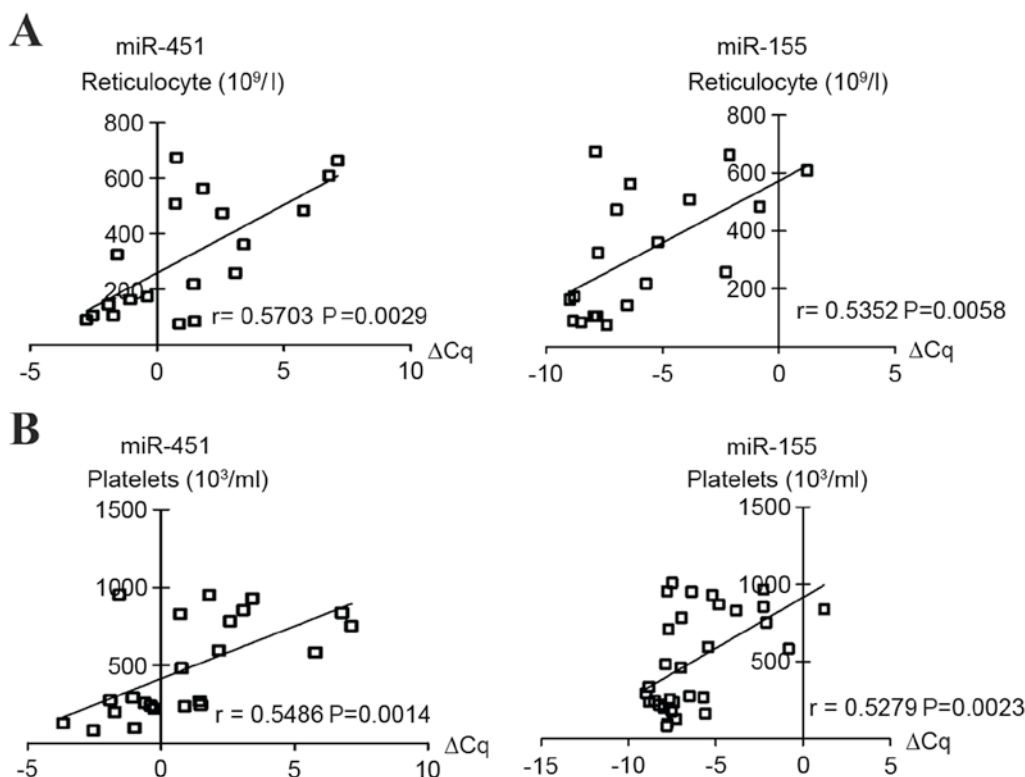 A
miR-451
Reticulocyte (10⁹/l)
800
600
400
200
-5
0
5
10
ΔCq
r= 0.5703 P=0.0029
miR-155
Reticulocyte (10⁹/l)
800
600
400
200
-10
-5
0
5
ΔCq
r= 0.5352 P=0.0058
B
miR-451
Platelets (10³/ml)
1500
1000
500
-5
0
5
10
ΔCq
r = 0.5486 P=0.0014
miR-155
Platelets (10³/ml)
1500
1000
500
-15
-10
-5
0
5
ΔCq
r = 0.5279 P=0.0023